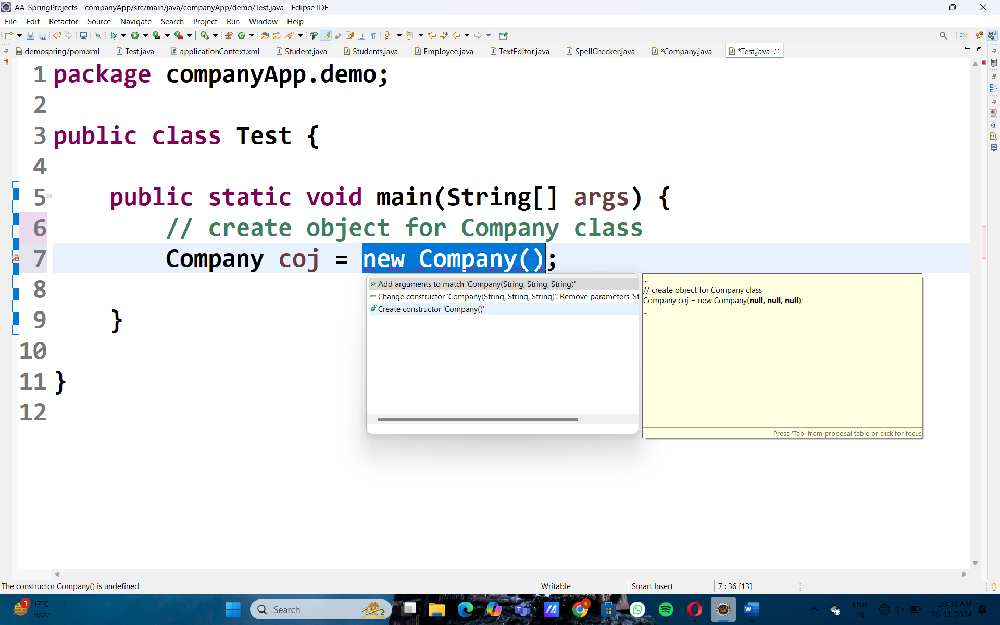 AA_SpringProjects - companyApp/src/main/java/companyApp/demo/Test.java - Eclipse IDE
File Edit Refactor Source Navigate Search Project Run Window Help
demospring/pom.xml Test.java applicationContext.xml Student.java Students.java Employee.java TextEditor.java SpellChecker.java *Company.java *Test.java
1 package companyApp.demo;
2
3 public class Test {
4
5 public static void main(String[] args) {
6 // create object for Company class
7 Company coj = new Company();
8
9 }
10
11 }
12
Add arguments to match 'Company(String, String, String)'
Change constructor 'Company(String, String, String)': Remove parameters 'St
Create constructor 'Company()'
...
// create object for Company class
Company coj = new Company(null, null, null);
...
Press 'Tab' from proposal table or click for focus
The constructor Company() is undefined Writable Smart Insert 7 : 36 [13]
1
17°C
Haze
Search
ENG
IN
10:34 AM
26-11-2024